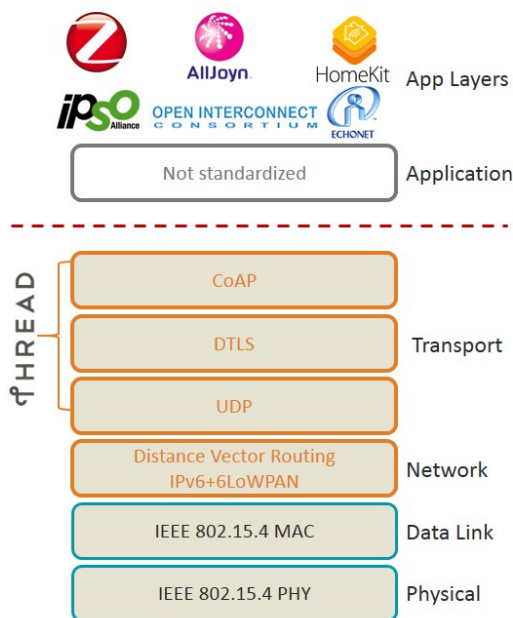 Z
AllJoyn
HomeKit
App Layers
iPSO
Alliance
OPEN INTERCONNECT
CONSORTIUM
ECHONET
Not standardized
Application
THREAD
CoAP
DTLS
Transport
UDP
Distance Vector Routing
IPv6+6LoWPAN
Network
IEEE 802.15.4 MAC
Data Link
IEEE 802.15.4 PHY
Physical